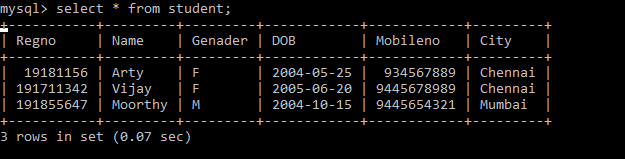 mysql> select * from student;
+-----------+---------+---------+------------+------------+---------+
| Regno     | Name    | Genader | DOB        | Mobileno   | City    |
+-----------+---------+---------+------------+------------+---------+
|  19181156 | Arty    | F       | 2004-05-25 |  934567889 | Chennai |
| 191711342 | Vijay   | F       | 2005-06-20 | 9445678989 | Chennai |
| 191855647 | Moorthy | M       | 2004-10-15 | 9445654321 | Mumbai  |
+-----------+---------+---------+------------+------------+---------+
3 rows in set (0.07 sec)